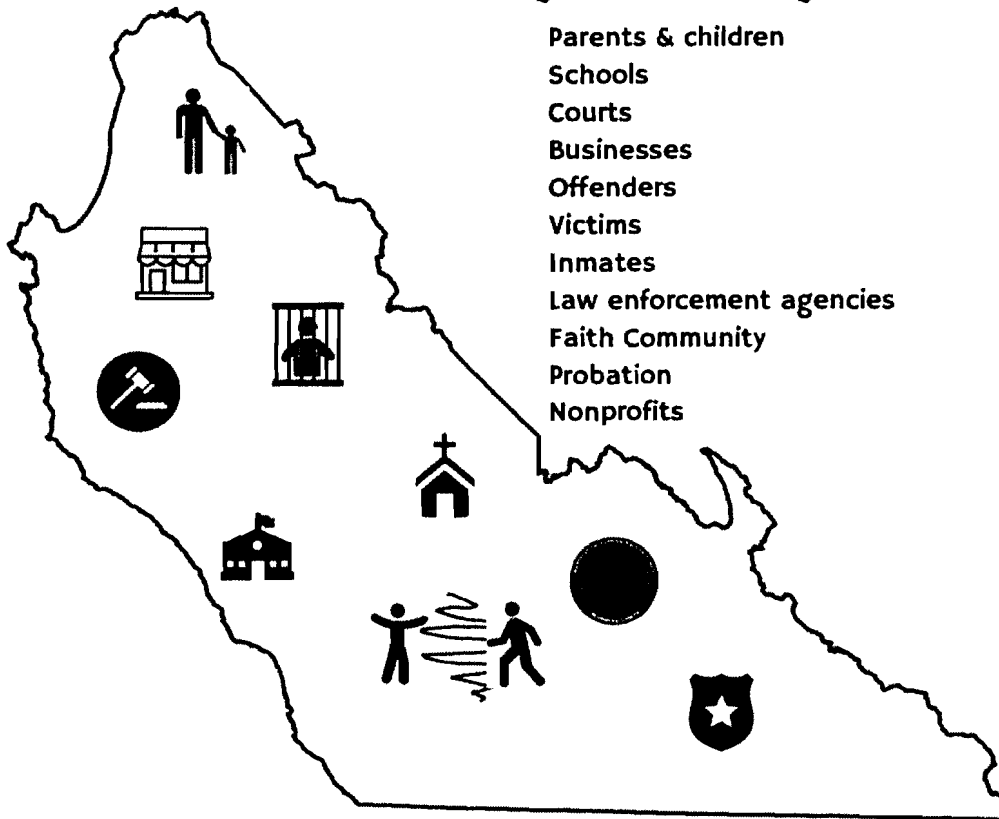 Parents & children
Schools
Courts
Businesses
Offenders
Victims
Inmates
Law enforcement agencies
Faith Community
Probation
Nonprofits